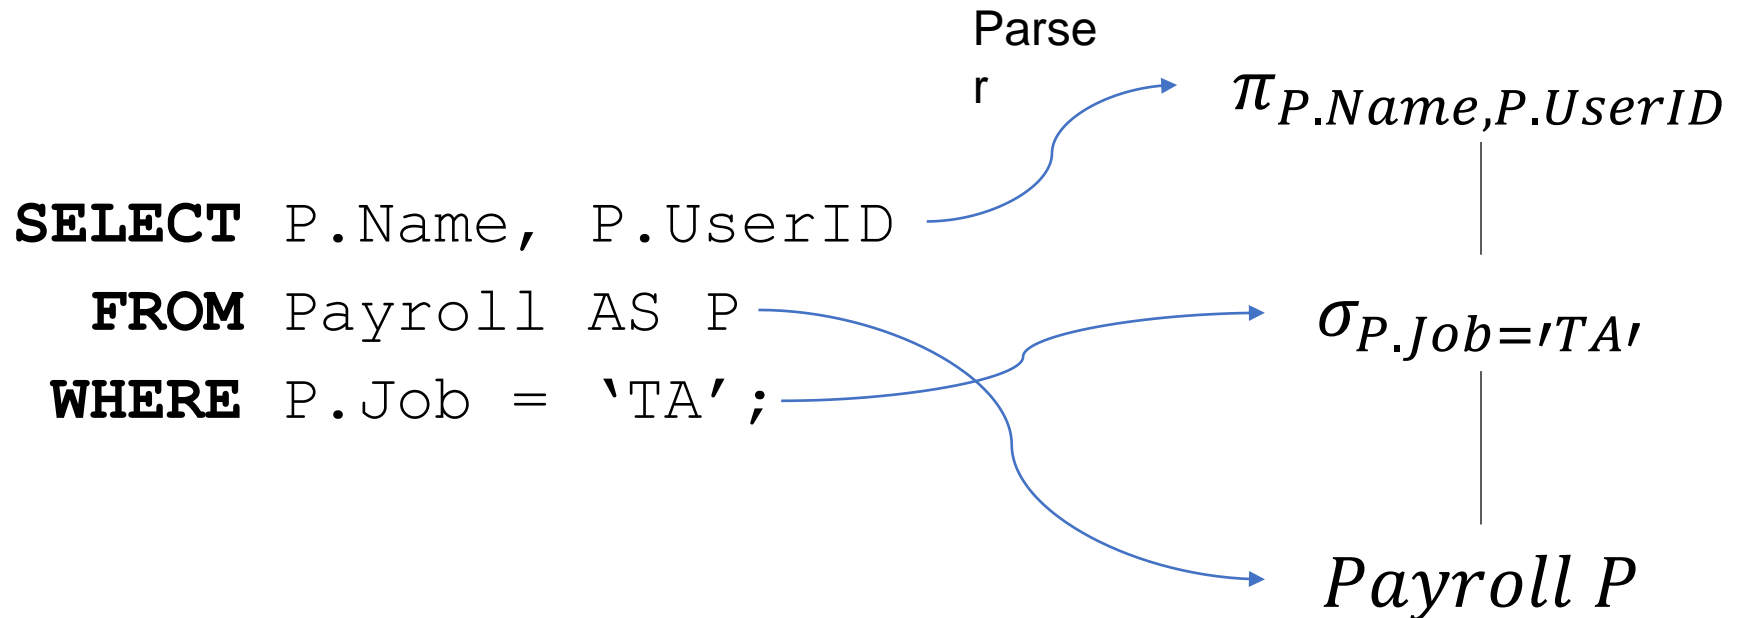 Parse
r
π P.Name,P.UserID
SELECT P.Name, P.UserID
FROM Payroll AS P
σ P.Job=′TA′
WHERE P.Job = ‘TA’;
Payroll P